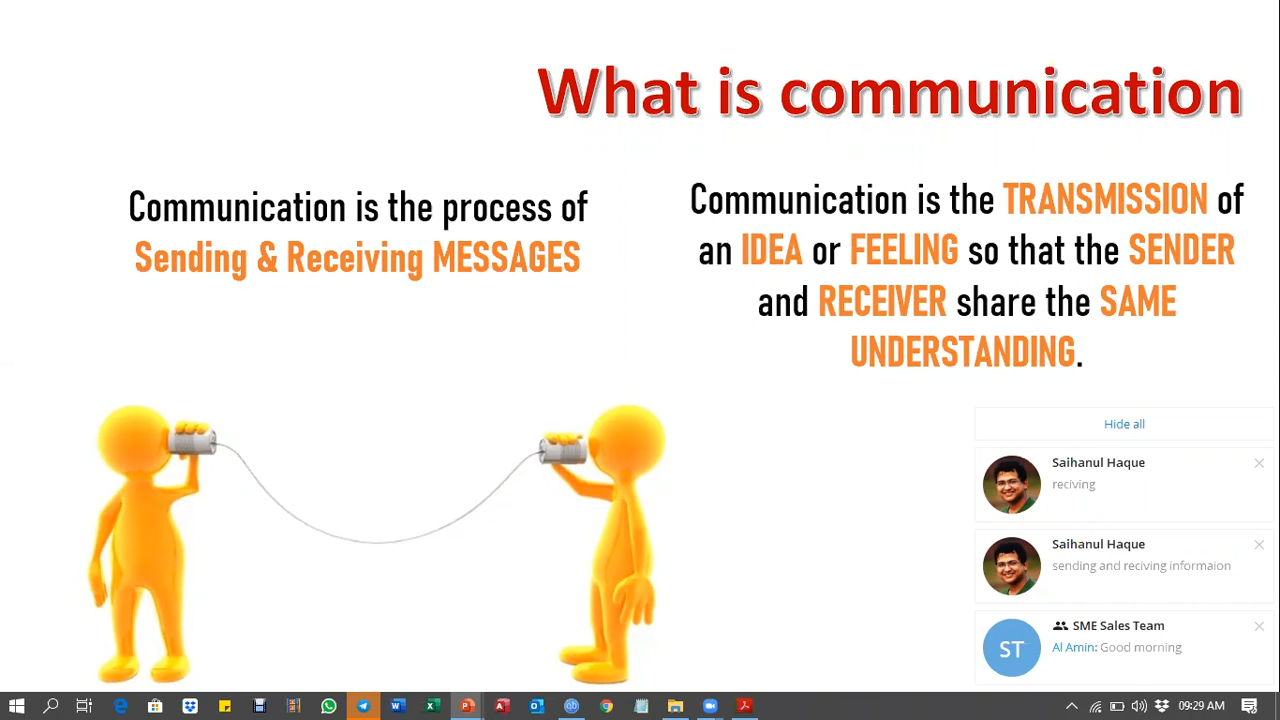 What is communication
Communication is the process of
Sending & Receiving MESSAGES
Communication is the TRANSMISSION of
an IDEA or FEELING so that the SENDER
and RECEIVER share the SAME
UNDERSTANDING.
Hide all
Saihanul Haque
reciving
Saihanul Haque
sending and reciving informaion
ST
SME Sales Team
Al Amin: Good morning
09:29 AM